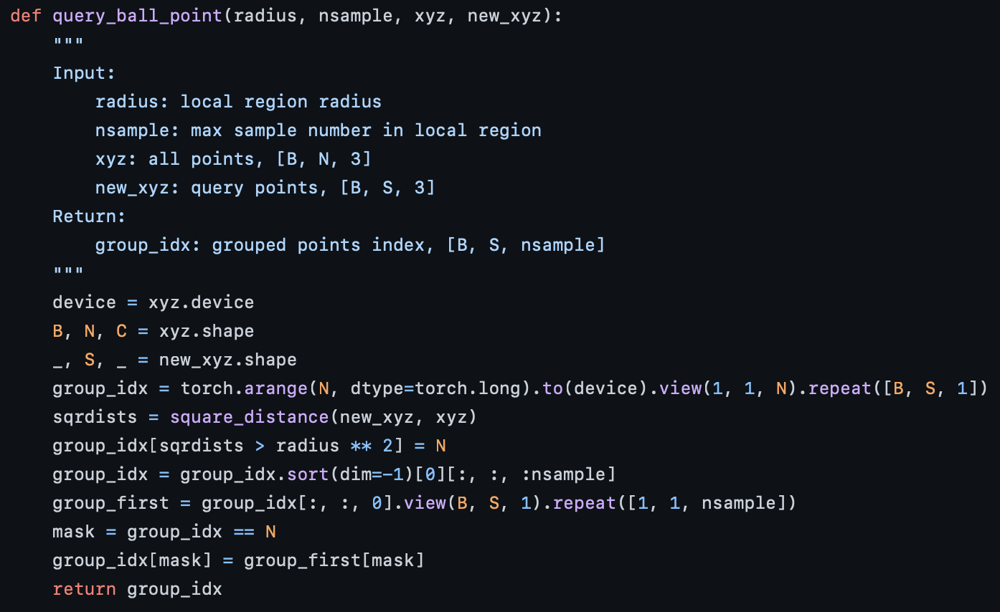 def query_ball_point(radius, nsample, xyz, new_xyz):
    """
    Input:
        radius: local region radius
        nsample: max sample number in local region
        xyz: all points, [B, N, 3]
        new_xyz: query points, [B, S, 3]
    Return:
        group_idx: grouped points index, [B, S, nsample]
    """
    device = xyz.device
    B, N, C = xyz.shape
    _, S, _ = new_xyz.shape
    group_idx = torch.arange(N, dtype=torch.long).to(device).view(1, 1, N).repeat([B, S, 1])
    sqrdists = square_distance(new_xyz, xyz)
    group_idx[sqrdists > radius ** 2] = N
    group_idx = group_idx.sort(dim=-1)[0][:, :, :nsample]
    group_first = group_idx[:, :, 0].view(B, S, 1).repeat([1, 1, nsample])
    mask = group_idx == N
    group_idx[mask] = group_first[mask]
    return group_idx